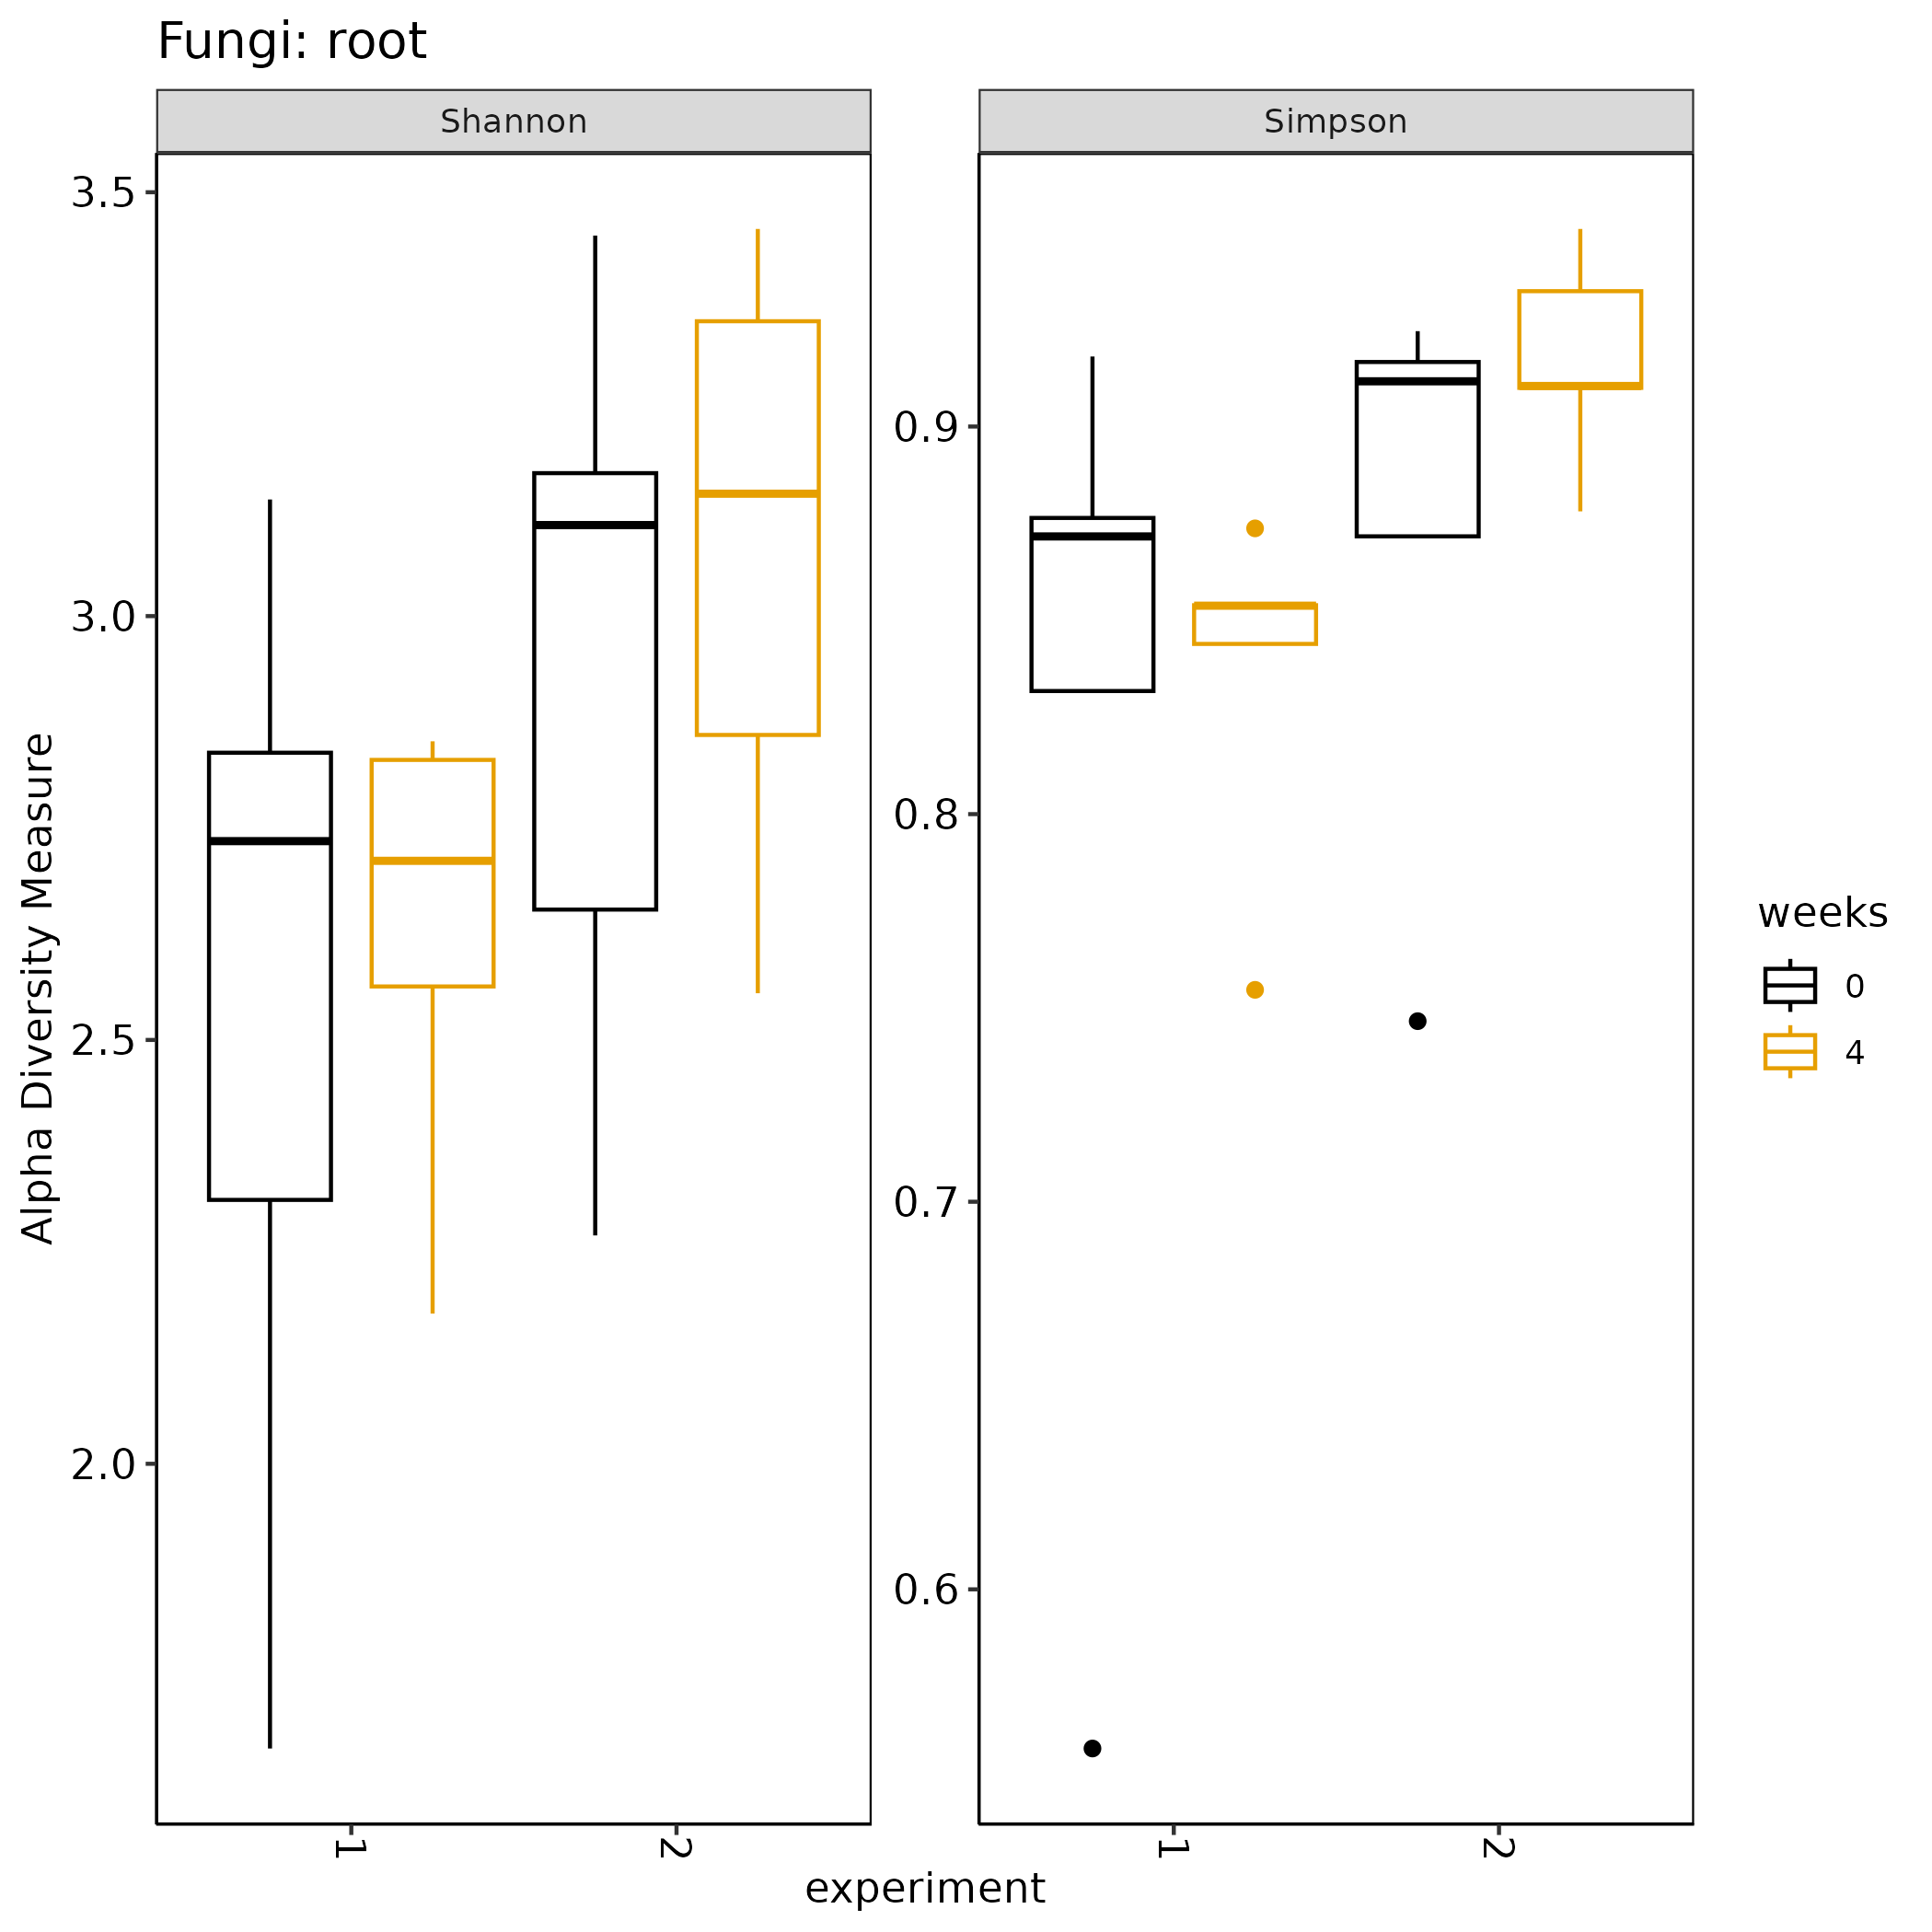 Fungi: root
Shannon
Simpson
3.5
3.0
2.5
2.0
0.9
0.8
0.7
0.6
Alpha Diversity Measure
1
2
1
2
experiment
weeks
0
4